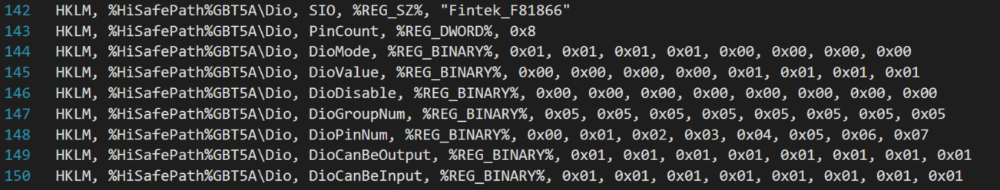 142 HKLM, %HiSafePath%GBT5A\Dio, SIO, %REG_SZ%, "Fintek_F81866"
143 HKLM, %HiSafePath%GBT5A\Dio, PinCount, %REG_DWORD%, 0x8
144 HKLM, %HiSafePath%GBT5A\Dio, DioMode, %REG_BINARY%, 0x01, 0x01, 0x01, 0x01, 0x00, 0x00, 0x00, 0x00
145 HKLM, %HiSafePath%GBT5A\Dio, DioValue, %REG_BINARY%, 0x00, 0x00, 0x00, 0x00, 0x01, 0x01, 0x01, 0x01
146 HKLM, %HiSafePath%GBT5A\Dio, DioDisable, %REG_BINARY%, 0x00, 0x00, 0x00, 0x00, 0x00, 0x00, 0x00, 0x00
147 HKLM, %HiSafePath%GBT5A\Dio, DioGroupNum, %REG_BINARY%, 0x05, 0x05, 0x05, 0x05, 0x05, 0x05, 0x05, 0x05
148 HKLM, %HiSafePath%GBT5A\Dio, DioPinNum, %REG_BINARY%, 0x00, 0x01, 0x02, 0x03, 0x04, 0x05, 0x06, 0x07
149 HKLM, %HiSafePath%GBT5A\Dio, DioCanBeOutput, %REG_BINARY%, 0x01, 0x01, 0x01, 0x01, 0x01, 0x01, 0x01, 0x01
150 HKLM, %HiSafePath%GBT5A\Dio, DioCanBeInput, %REG_BINARY%, 0x01, 0x01, 0x01, 0x01, 0x01, 0x01, 0x01, 0x01